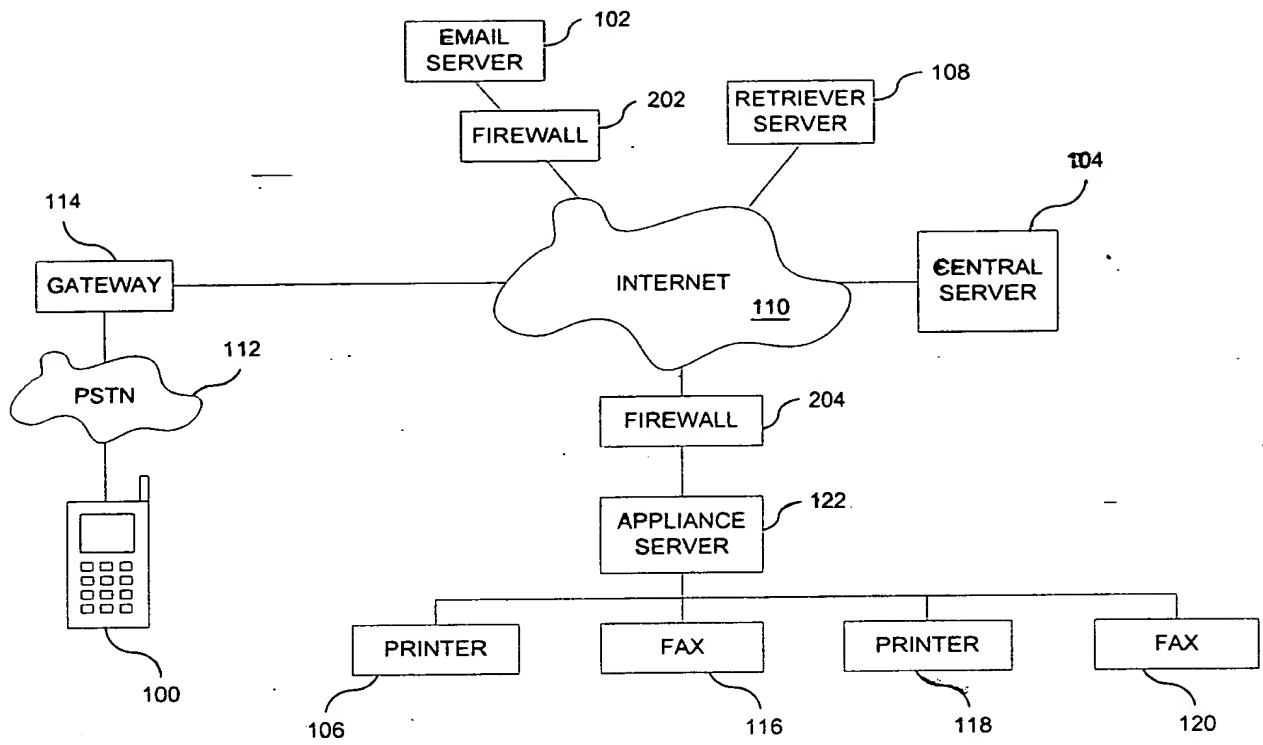 EMAIL
SERVER
102
FIREWALL
202
RETRIEVER
SERVER
108
104
CENTRAL
SERVER
114
GATEWAY
INTERNET
110
PSTN
112
FIREWALL
204
APPLIANCE
SERVER
122
100
PRINTER
FAX
PRINTER
FAX
106
116
118
120